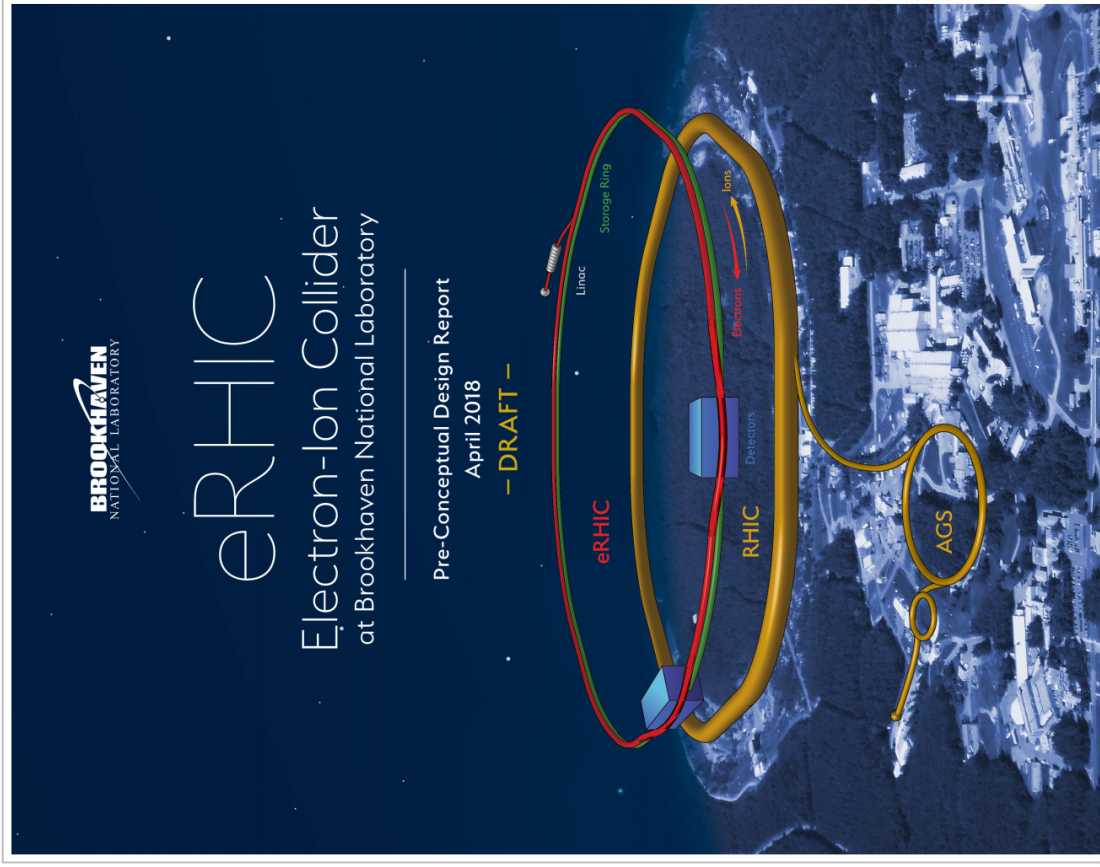 BROOKHAVEN
NATIONAL LABORATORY
eRHIC
Electron-Ion Collider
at Brookhaven National Laboratory
Pre-Conceptual Design Report
April 2018
– DRAFT –
Linac
Storage Ring
eRHIC
Electrons
Ions
Detectors
RHIC
AGS